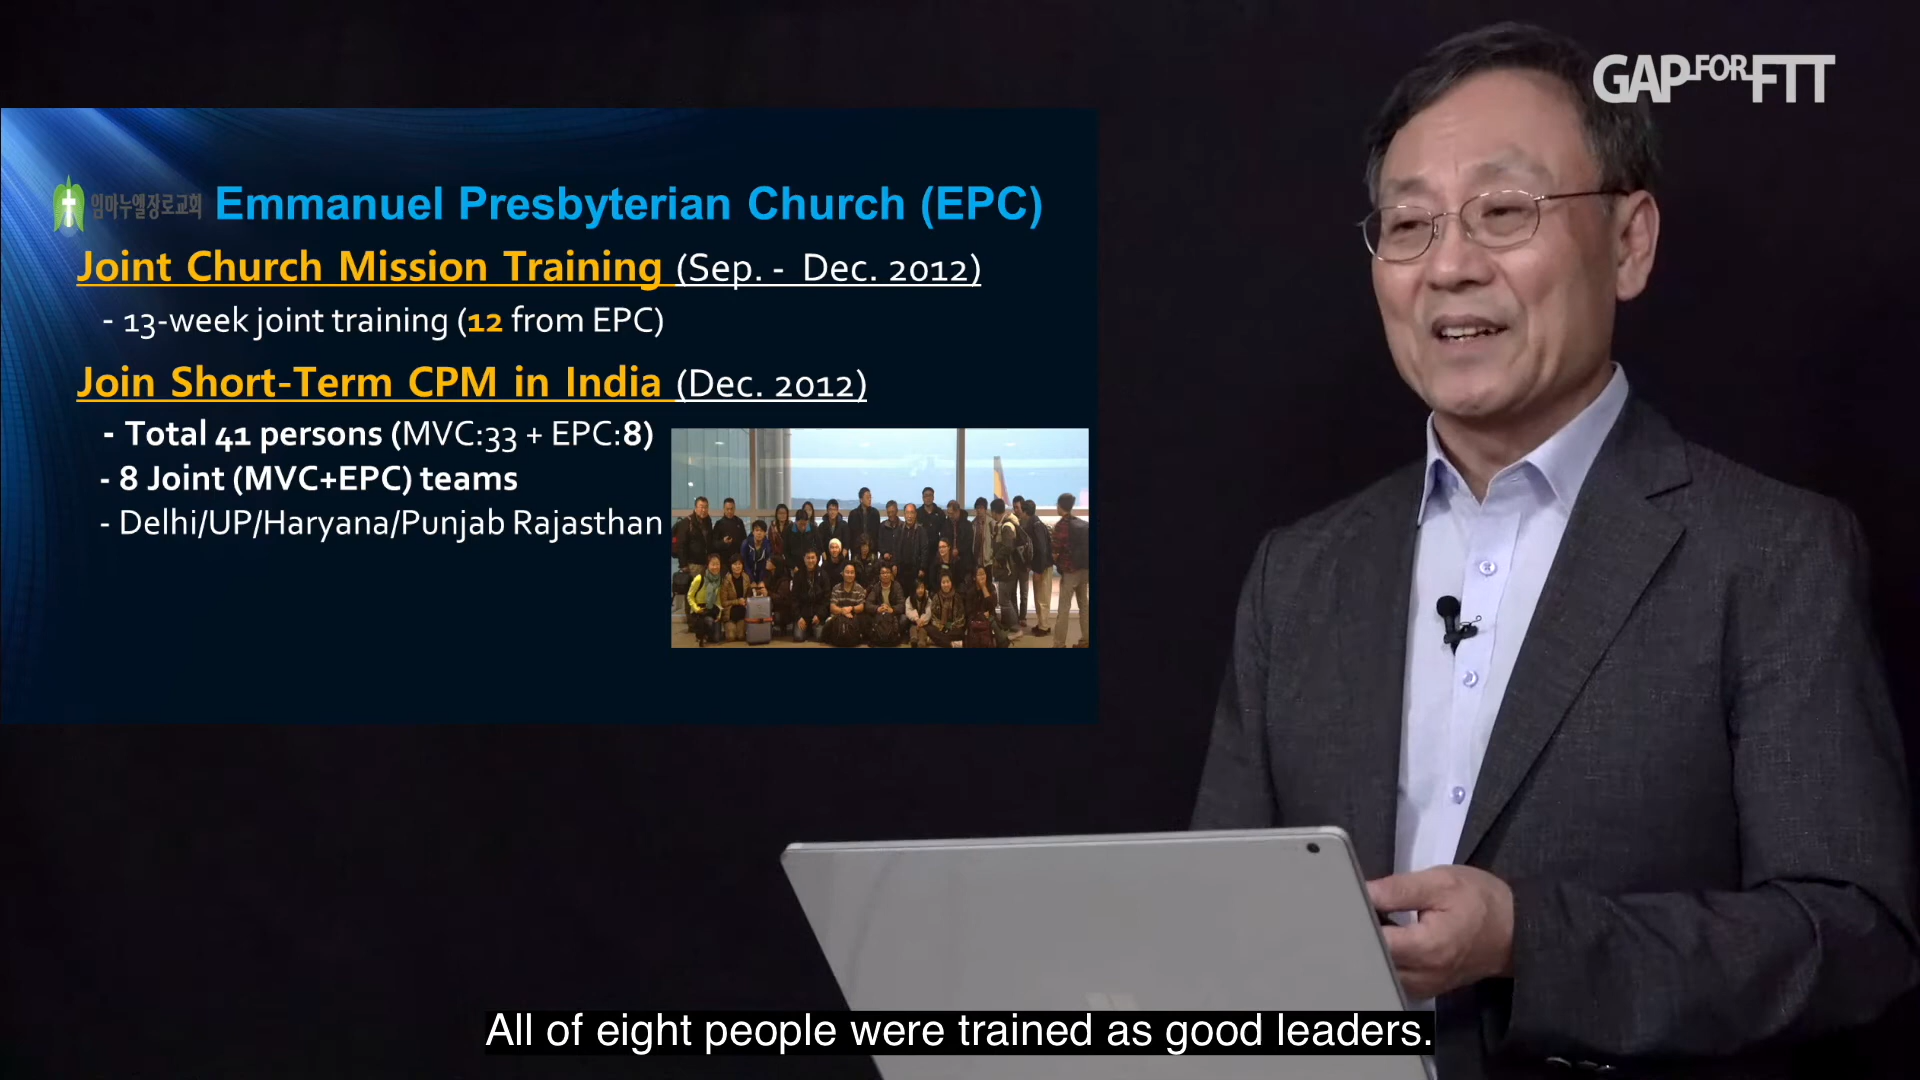 GAP FOR FTT
임마누엘장로교회 Emmanuel Presbyterian Church (EPC)
Joint Church Mission Training (Sep. - Dec. 2012)
- 13-week joint training (12 from EPC)
Join Short-Term CPM in India (Dec. 2012)
- Total 41 persons (MVC:33 + EPC:8)
- 8 Joint (MVC+EPC) teams
- Delhi/UP/Haryana/Punjab Rajasthan
All of eight people were trained as good leaders.